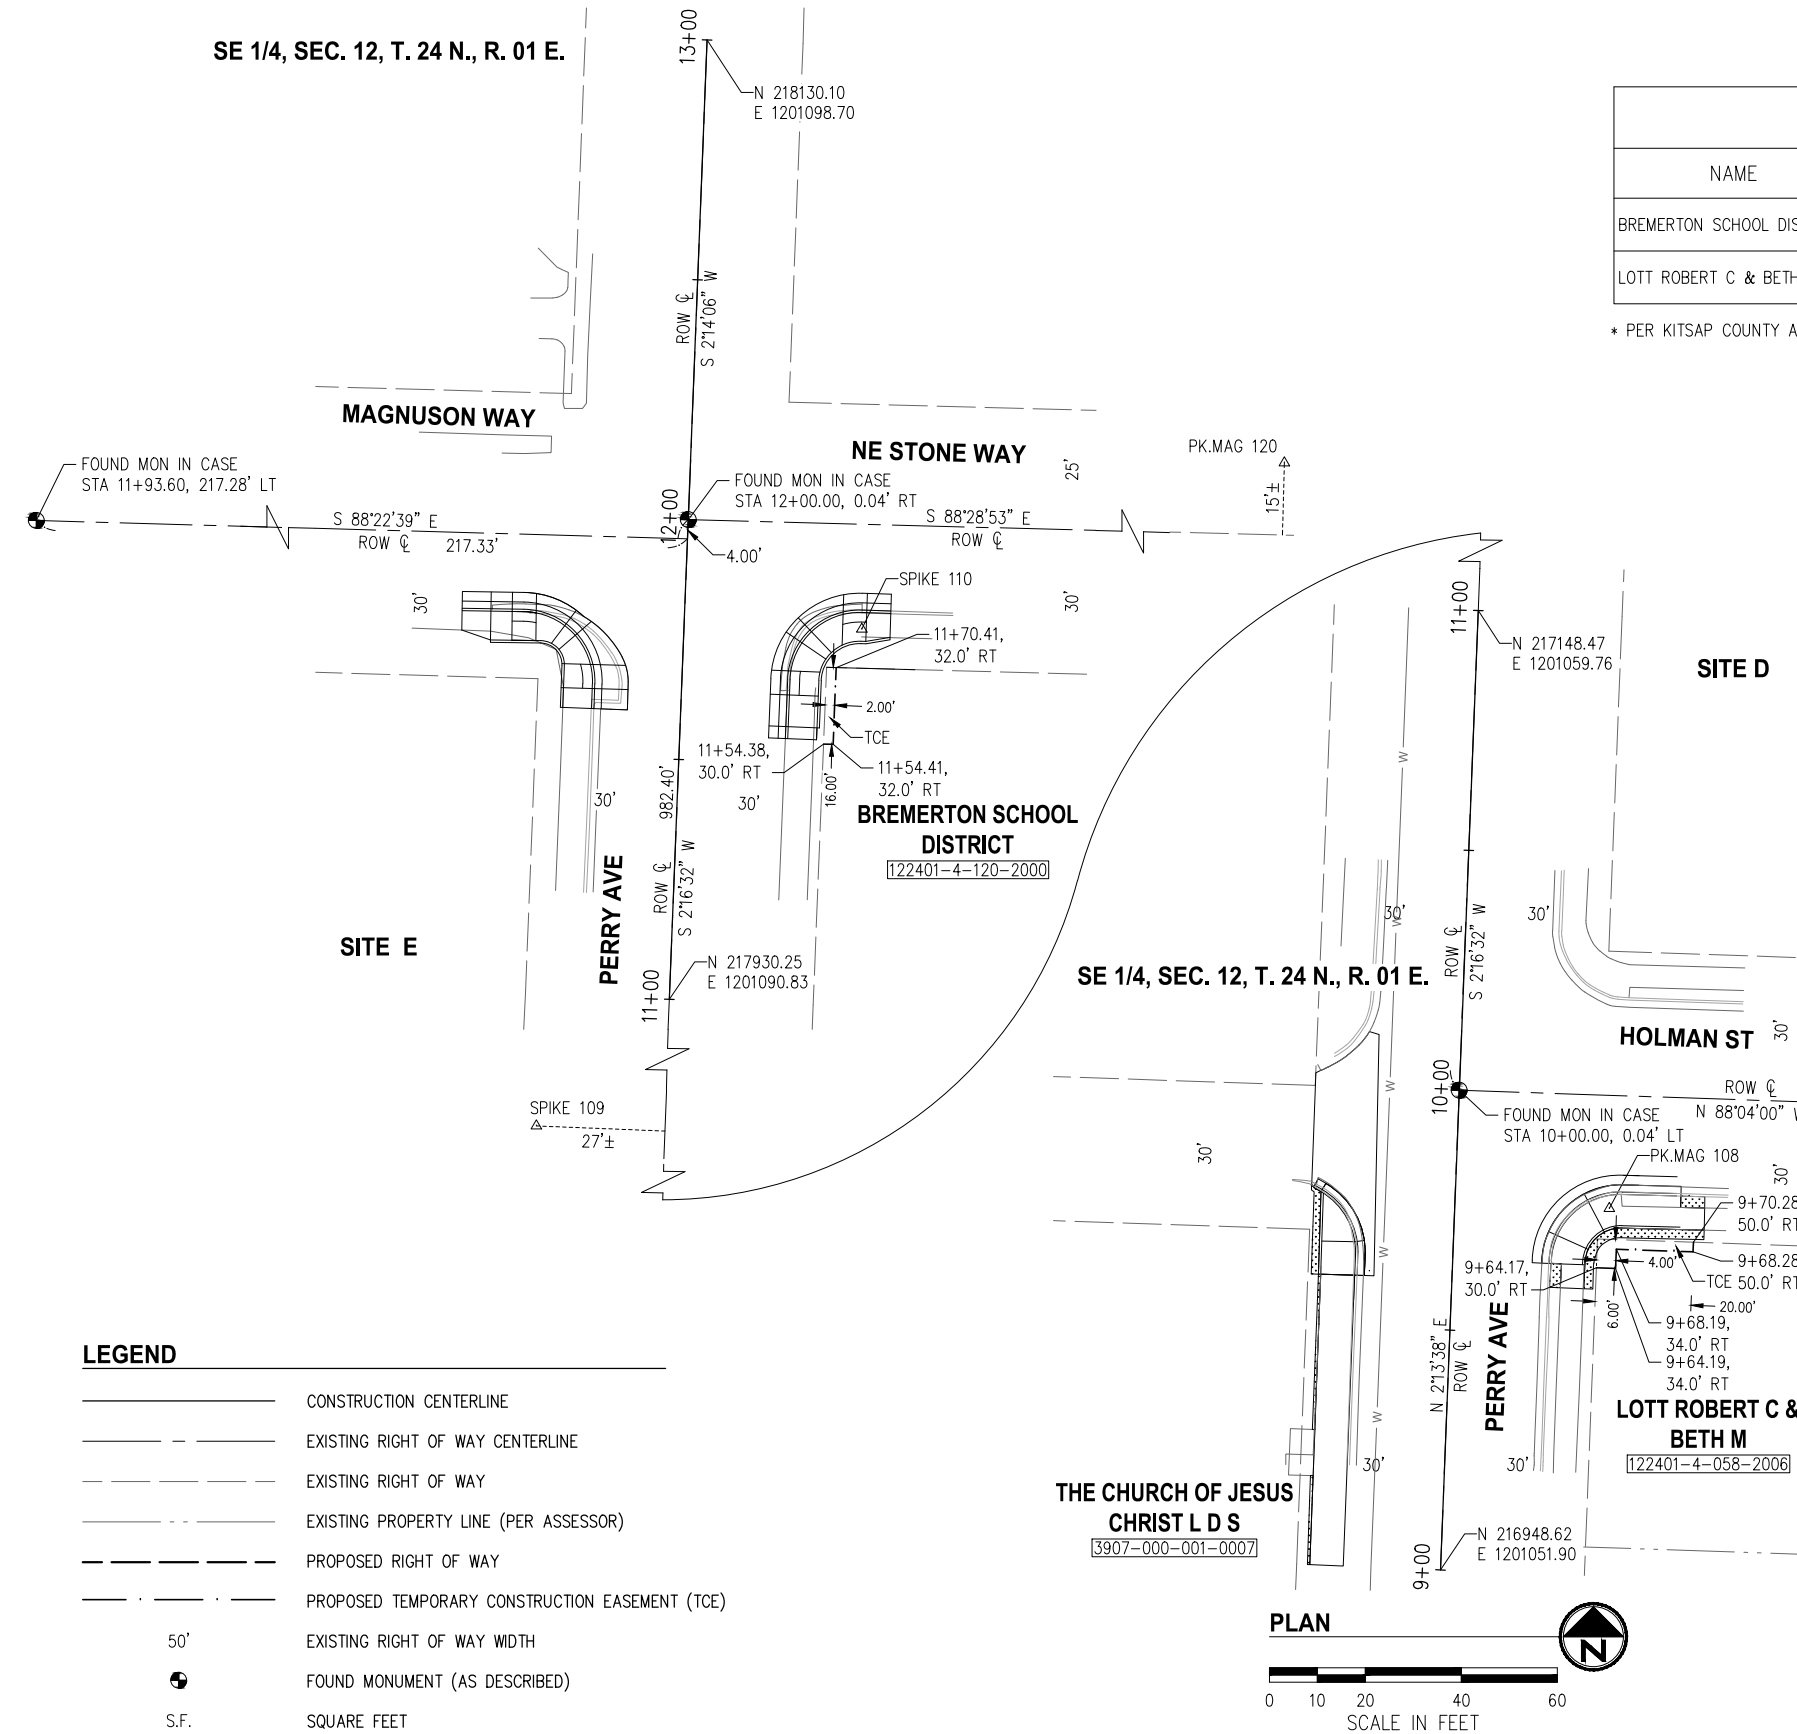 SE 1/4, SEC. 12, T. 24 N., R. 01 E.
13+00
N 218130.10
E 1201098.70
NAME
BREMERTON SCHOOL DIS
LOTT ROBERT C & BETH
* PER KITSAP COUNTY A
ROW ℄
S 2°14'06" W
MAGNUSON WAY
NE STONE WAY
25'
PK.MAG 120
15'±
FOUND MON IN CASE
STA 11+93.60, 217.28' LT
FOUND MON IN CASE
STA 12+00.00, 0.04' RT
12+00
S 88°22'39" E
ROW ℄ 217.33'
S 88°28'53" E
ROW ℄
4.00'
SPIKE 110
30'
30'
11+70.41,
32.0' RT
2.00'
TCE
11+54.38,
30.0' RT
11+54.41,
32.0' RT
16.00'
30'
30'
982.40'
BREMERTON SCHOOL
DISTRICT
122401-4-120-2000
PERRY AVE
ROW ℄
S 2°16'32" W
SITE E
N 217930.25
E 1201090.83
11+00
SPIKE 109
27'±
11+00
N 217148.47
E 1201059.76
SITE D
W
30'
W
30'
ROW ℄
S 2°16'32" W
SE 1/4, SEC. 12, T. 24 N., R. 01 E.
HOLMAN ST
30'
10+00
W
ROW ℄
N 88°04'00" W
FOUND MON IN CASE
STA 10+00.00, 0.04' LT
PK.MAG 108
30'
30'
9+70.28
50.0' RT
W
9+64.17,
30.0' RT
4.00'
9+68.28
TCE 50.0' RT
6.00'
20.00'
9+68.19,
34.0' RT
9+64.19,
34.0' RT
N 2°13'38" E
ROW ℄
PERRY AVE
W
LOTT ROBERT C &
BETH M
122401-4-058-2006
30'
30'
THE CHURCH OF JESUS
CHRIST L D S
3907-000-001-0007
N 216948.62
E 1201051.90
9+00
LEGEND
CONSTRUCTION CENTERLINE
EXISTING RIGHT OF WAY CENTERLINE
EXISTING RIGHT OF WAY
EXISTING PROPERTY LINE (PER ASSESSOR)
PROPOSED RIGHT OF WAY
PROPOSED TEMPORARY CONSTRUCTION EASEMENT (TCE)
50' EXISTING RIGHT OF WAY WIDTH
FOUND MONUMENT (AS DESCRIBED)
S.F. SQUARE FEET
PLAN
N
0 10 20 40 60
SCALE IN FEET